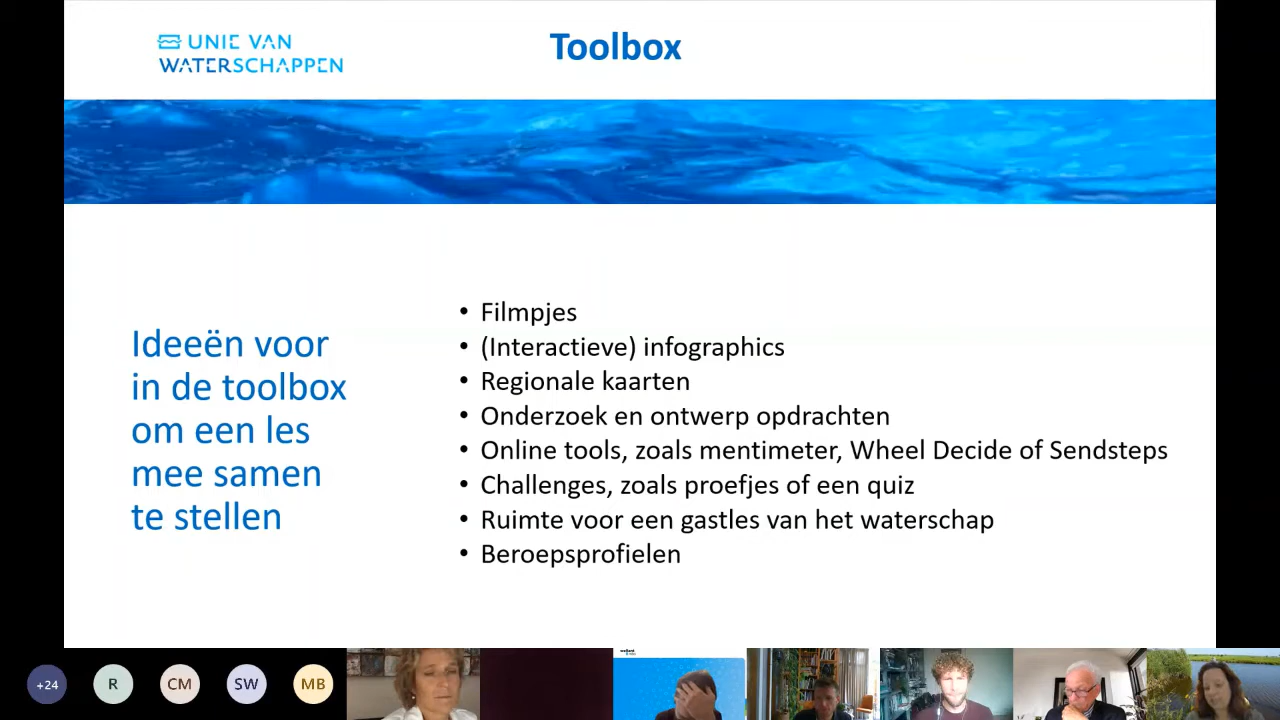 UNIE VAN
WATERSCHAPPEN
Toolbox
Ideeën voor
in de toolbox
om een les
mee samen
te stellen
• Filmpjes
• (Interactieve) infographics
• Regionale kaarten
• Onderzoek en ontwerp opdrachten
• Online tools, zoals mentimeter, Wheel Decide of Sendsteps
• Challenges, zoals proefjes of een quiz
• Ruimte voor een gastles van het waterschap
• Beroepsprofielen
+24
R
CM
SW
MB